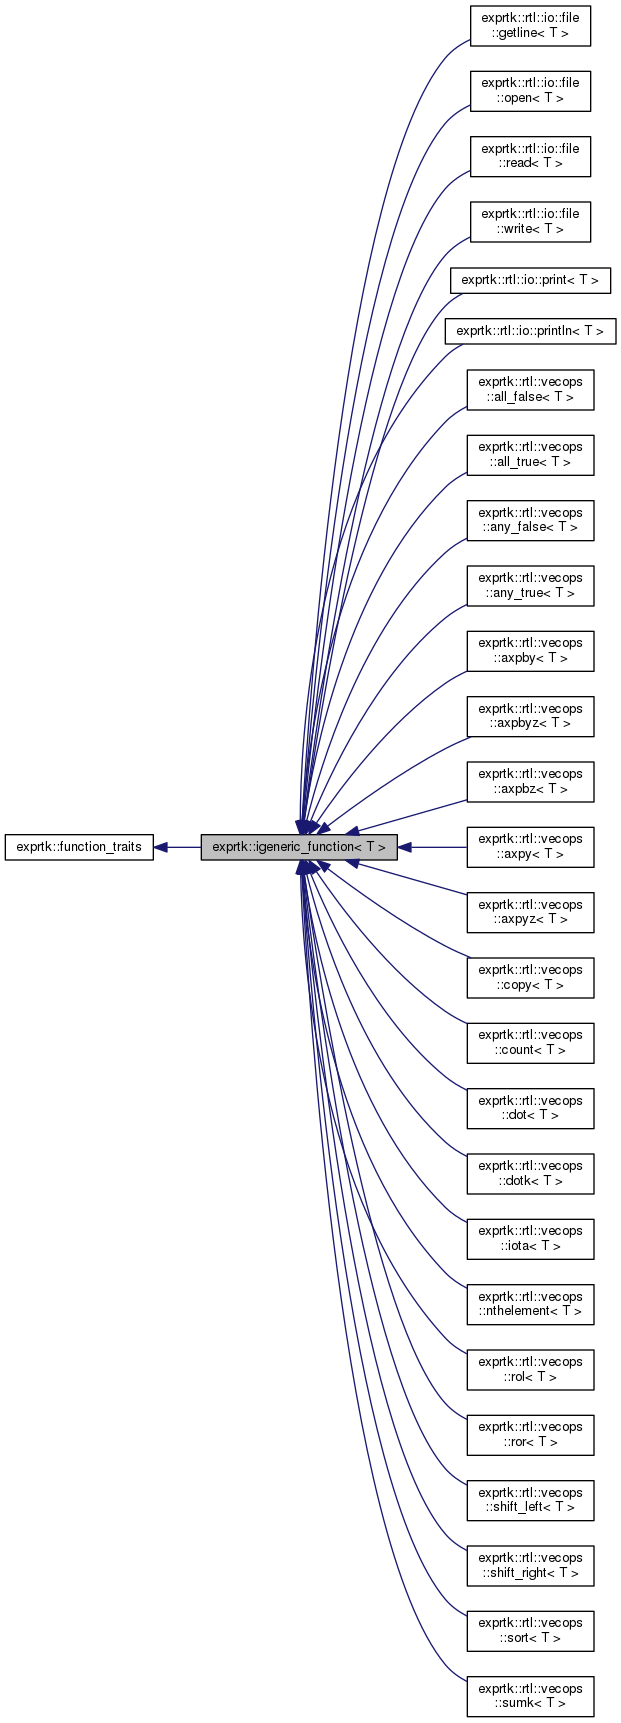 exprtk::rtl::io::file
::getline< T >
exprtk::rtl::io::file
::open< T >
exprtk::rtl::io::file
::read< T >
exprtk::rtl::io::file
::write< T >
exprtk::rtl::io::print< T >
exprtk::rtl::io::println< T >
exprtk::rtl::vecops
::all_false< T >
exprtk::rtl::vecops
::all_true< T >
exprtk::rtl::vecops
::any_false< T >
exprtk::rtl::vecops
::any_true< T >
exprtk::rtl::vecops
::axpby< T >
exprtk::rtl::vecops
::axpbyz< T >
exprtk::rtl::vecops
::axpbz< T >
exprtk::function_traits
exprtk::igeneric_function< T >
exprtk::rtl::vecops
::axpy< T >
exprtk::rtl::vecops
::axpyz< T >
exprtk::rtl::vecops
::copy< T >
exprtk::rtl::vecops
::count< T >
exprtk::rtl::vecops
::dot< T >
exprtk::rtl::vecops
::dotk< T >
exprtk::rtl::vecops
::iota< T >
exprtk::rtl::vecops
::nthelement< T >
exprtk::rtl::vecops
::rol< T >
exprtk::rtl::vecops
::ror< T >
exprtk::rtl::vecops
::shift_left< T >
exprtk::rtl::vecops
::shift_right< T >
exprtk::rtl::vecops
::sort< T >
exprtk::rtl::vecops
::sumk< T >